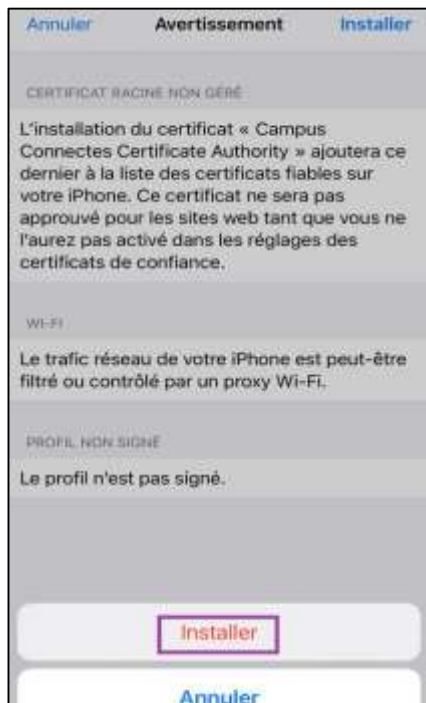 Annuler Avertissement Installer
CERTIFICAT RACINE NON GÉRÉ
L'installation du certificat « Campus
Connectes Certificate Authority » ajoutera ce
dernier à la liste des certificats fiables sur
votre iPhone. Ce certificat ne sera pas
approuvé pour les sites web tant que vous ne
l'aurez pas activé dans les réglages des
certificats de confiance.
WI-FI
Le trafic réseau de votre iPhone est peut-être
filtré ou contrôlé par un proxy Wi-Fi.
PROFIL NON SIGNÉ
Le profil n'est pas signé.
Installer
Annuler